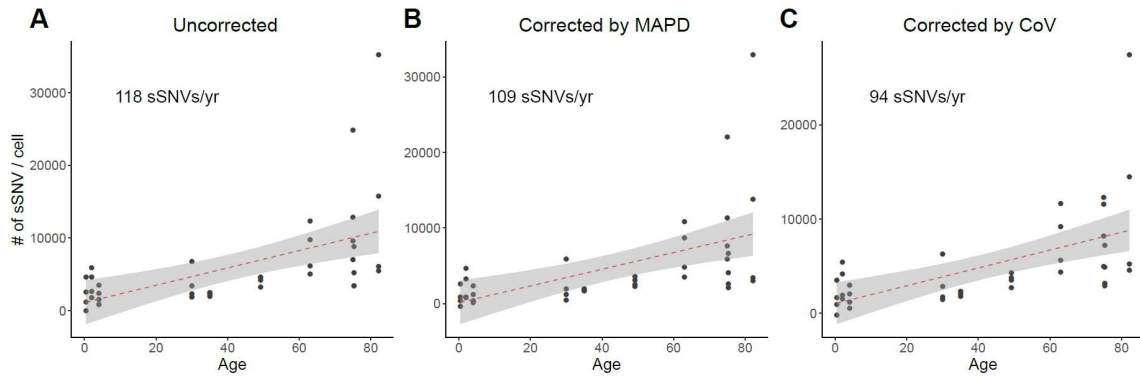 A
Uncorrected
118 sSNVs/yr
# of sSNV / cell
30000
20000
10000
0
0 20 40 60 80
Age
B
Corrected by MAPD
109 sSNVs/yr
30000
20000
10000
0
0 20 40 60 80
Age
C
Corrected by CoV
94 sSNVs/yr
20000
10000
0
0 20 40 60 80
Age